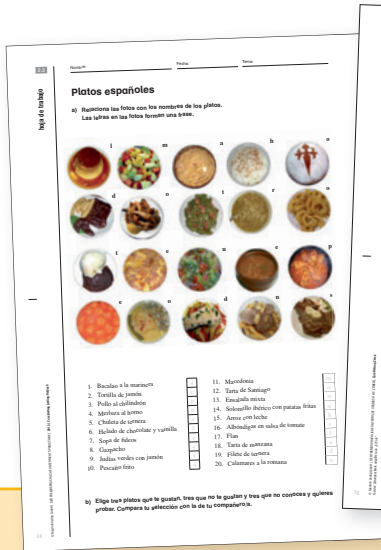 2.3
Nombre:
Fecha:
Tema:
hoja de trabajo
Platos españoles
a) Relaciona las fotos con los nombres de los platos.
Las letras en las fotos forman una frase.
l m a h o
d o i r o
t e n e p
e o d n s
1. Bacalao a la marinera
2. Tortilla de jamón
3. Pollo al chilindrón
4. Merluza al horno
5. Chuleta de ternera
6. Helado de chocolate y vainilla
7. Sopa de fideos
8. Gazpacho
9. Judías verdes con jamón
10. Pescaíto frito
11. Macedonia
12. Tarta de Santiago
13. Ensalada mixta
14. Solomillo ibérico con patatas fritas
15. Arroz con leche
16. Albóndigas en salsa de tomate
17. Flan
18. Tarta de manzana
19. Filete de ternera
20. Calamares a la romana
b) Elige tres platos que te gustan, tres que no te gustan y tres que no conoces y quieres
probar. Compara tu selección con la de tu compañero/a.